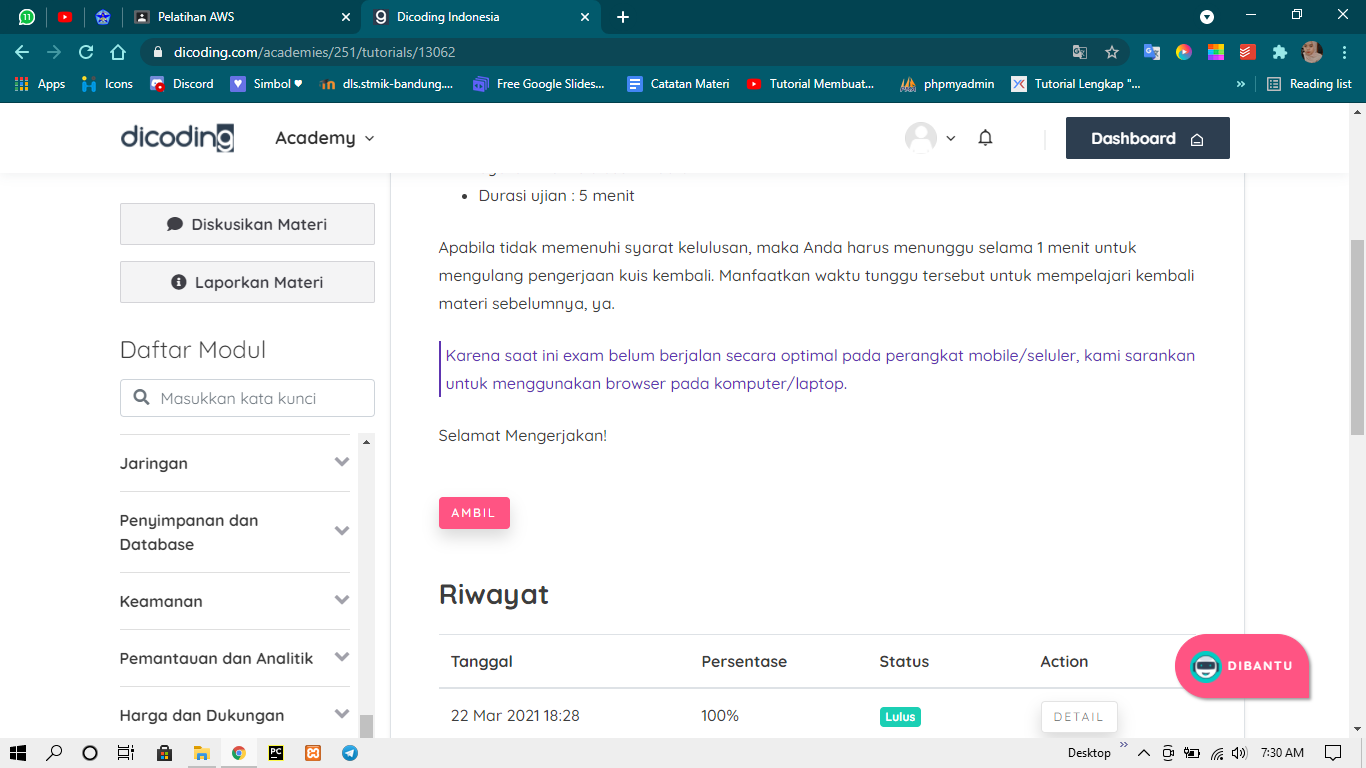 11
Pelatihan AWS
Dicoding Indonesia
dicoding.com/academies/251/tutorials/13062
Apps
Icons
Discord
Simbol ♥
dls.stmik-bandung....
Free Google Slides...
Catatan Materi
Tutorial Membuat...
phpmyadmin
Tutorial Lengkap "...
»
Reading list
dicoding
Academy
Dashboard
Diskusikan Materi
Laporkan Materi
Daftar Modul
Masukkan kata kunci
Jaringan
Penyimpanan dan
Database
Keamanan
Pemantauan dan Analitik
Harga dan Dukungan
• Durasi ujian : 5 menit
Apabila tidak memenuhi syarat kelulusan, maka Anda harus menunggu selama 1 menit untuk
mengulang pengerjaan kuis kembali. Manfaatkan waktu tunggu tersebut untuk mempelajari kembali
materi sebelumnya, ya.
Karena saat ini exam belum berjalan secara optimal pada perangkat mobile/seluler, kami sarankan
untuk menggunakan browser pada komputer/laptop.
Selamat Mengerjakan!
AMBIL
Riwayat
Tanggal Persentase Status Action
22 Mar 2021 18:28 100% Lulus DETAIL
DIBANTU
PC
Desktop
»
7:30 AM